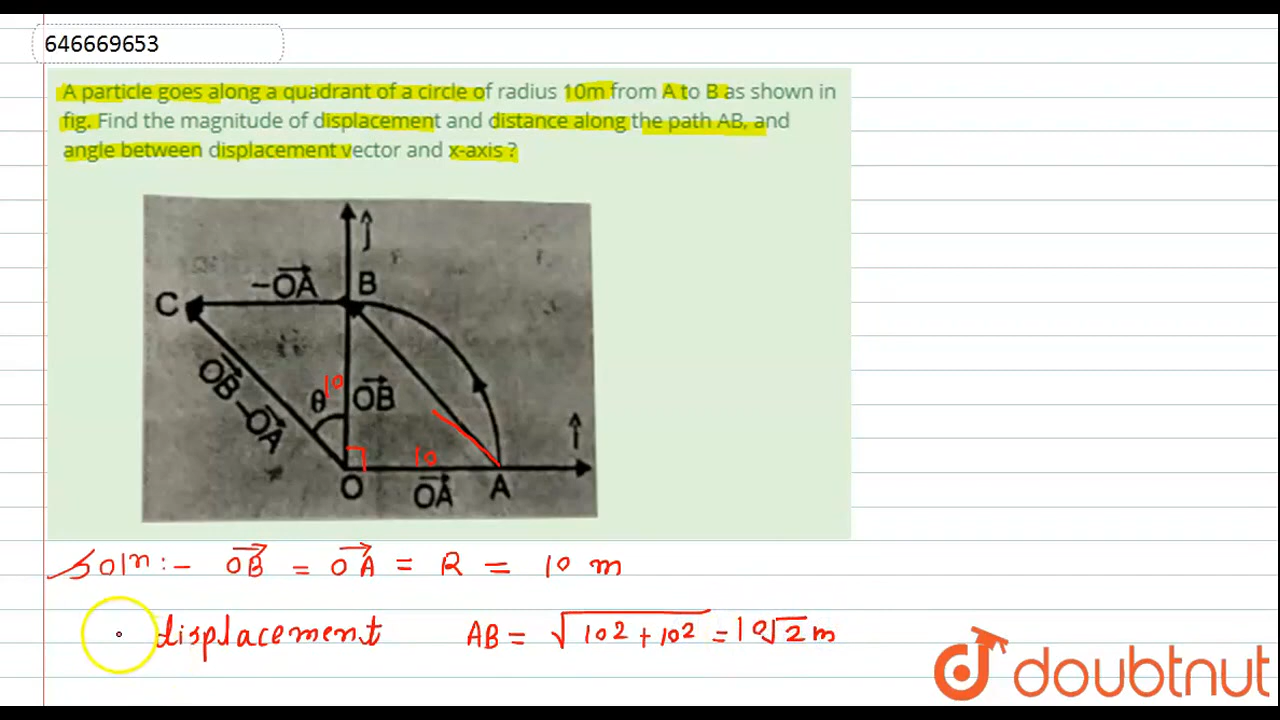 646669653
A particle goes along a quadrant of a circle of radius 10m from A to B as shown in
fig. Find the magnitude of displacement and distance along the path AB, and
angle between displacement vector and x-axis ?
ĵ
-OA⃗ B
C
OB⃗ -OA⃗
θ 10 OB⃗
î
10
O OA⃗ A
Soln:- OB⃗ = OA⃗ = R = 10 m
displacement AB = √10² + 10² = 10√2 m
doubtnut